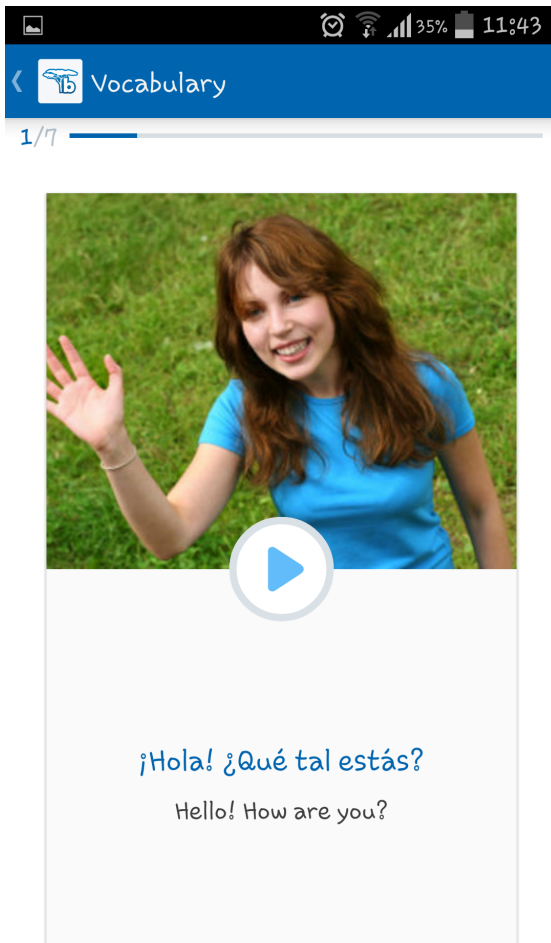 35% 11:43
b Vocabulary
1/7
¡Hola! ¿Qué tal estás?
Hello! How are you?